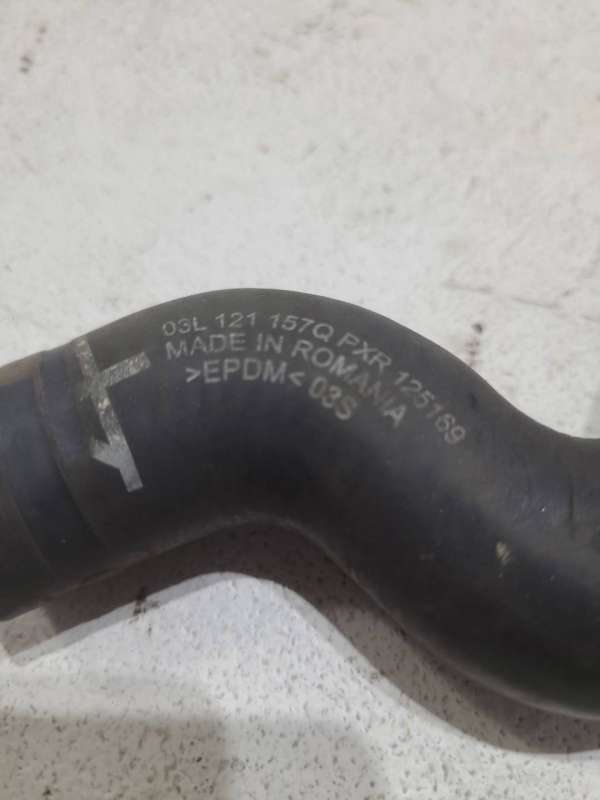 03L 121 157Q PXR 125169
MADE IN ROMANIA
>EPDM< 03S